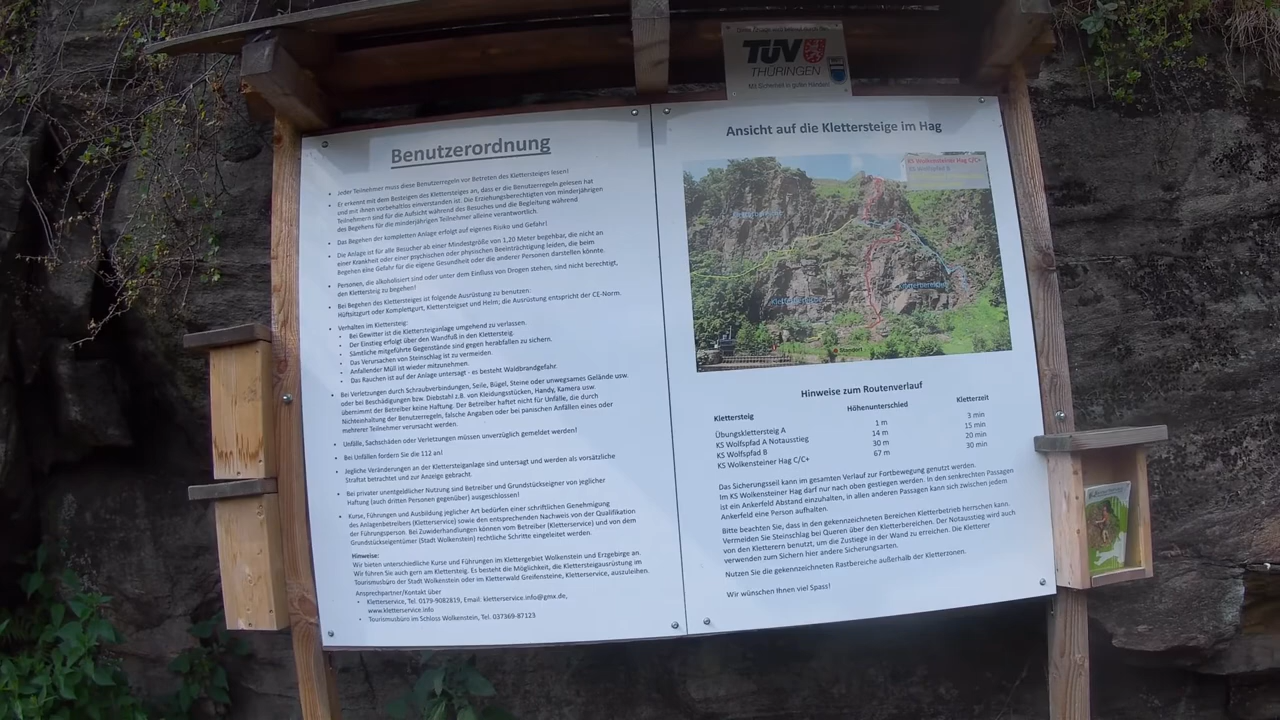 TÜV
THÜRINGEN
Mit Sicherheit in guten Händen!
Benutzerordnung
Jeder Teilnehmer muss diese Benutzerregeln vor Betreten des Klettersteiges lesen!
Er erkennt mit dem Besteigen des Klettersteiges an, dass er die Benutzerregeln gelesen hat
und mit ihnen vorbehaltlos einverstanden ist. Die Erziehungsberechtigten von minderjährigen
Teilnehmern sind für die Aufsicht während des Besuches und die Begleitung während
des Begehens für die minderjährigen Teilnehmer alleine verantwortlich.
Das Begehen der kompletten Anlage erfolgt auf eigenes Risiko und Gefahr!
Die Anlage ist für alle Besucher ab einer Mindestgröße von 1,20 Meter begehbar, die nicht an
einer Krankheit oder einer psychischen oder physischen Beeinträchtigung leiden, die beim
Begehen eine Gefahr für die eigene Gesundheit oder die anderer Personen darstellen könnte.
Personen, die alkoholisiert sind oder unter dem Einfluss von Drogen stehen, sind nicht berechtigt,
den Klettersteig zu begehen!
Bei Begehen des Klettersteiges ist folgende Ausrüstung zu benutzen:
Hüftsitzgurt oder Komplettgurt, Klettersteigset und Helm; die Ausrüstung entspricht der CE-Norm.
Verhalten im Klettersteig:
Bei Gewitter ist die Klettersteiganlage umgehend zu verlassen.
Der Einstieg erfolgt über den Wandfuß in den Klettersteig.
Sämtliche mitgeführte Gegenstände sind gegen herabfallen zu sichern.
Das Verursachen von Steinschlag ist zu vermeiden.
Anfallender Müll ist wieder mitzunehmen.
Das Rauchen ist auf der Anlage untersagt - es besteht Waldbrandgefahr.
Bei Verletzungen durch Schraubverbindungen, Seile, Bügel, Steine oder unwegsames Gelände usw.
oder bei Beschädigungen bzw. Diebstahl z.B. von Kleidungsstücken, Handy, Kamera usw.
übernimmt der Betreiber keine Haftung. Der Betreiber haftet nicht für Unfälle, die durch
Nichteinhaltung der Benutzerregeln, falsche Angaben oder bei panischen Anfällen eines oder
mehrerer Teilnehmer verursacht werden.
Unfälle, Sachschäden oder Verletzungen müssen unverzüglich gemeldet werden!
Bei Unfällen fordern Sie die 112 an!
Jegliche Veränderungen an der Klettersteiganlage sind untersagt und werden als vorsätzliche
Straftat betrachtet und zur Anzeige gebracht.
Bei privater unentgeldlicher Nutzung sind Betreiber und Grundstückseigner von jeglicher
Haftung (auch dritten Personen gegenüber) ausgeschlossen!
Kurse, Führungen und Ausbildung jeglicher Art bedürfen einer schriftlichen Genehmigung
des Anlagenbetreibers (Kletterservice) sowie den entsprechenden Nachweis von der Qualifikation
der Führungsperson. Bei Zuwiderhandlungen können vom Betreiber (Kletterservice) und von dem
Grundstückseigentümer (Stadt Wolkenstein) rechtliche Schritte eingeleitet werden.
Hinweise:
Wir bieten unterschiedliche Kurse und Führungen im Klettergebiet Wolkenstein und Erzgebirge an.
Wir führen Sie auch gern am Klettersteig. Es besteht die Möglichkeit, die Klettersteigausrüstung im
Tourismusbüro der Stadt Wolkenstein oder im Kletterwald Greifensteine, Kletterservice, auszuleihen.
Ansprechpartner/Kontakt über
Kletterservice, Tel. 0179-9082819, Email: kletterservice.info@gmx.de,
www.kletterservice.info
Tourismusbüro im Schloss Wolkenstein, Tel. 037369-87123
Ansicht auf die Klettersteige im Hag
KS Wolkensteiner Hag C/C+
KS Wolfspfad B
Hinweise zum Routenverlauf
Klettersteig Höhenunterschied Kletterzeit
Übungsklettersteig A 1 m 3 min
KS Wolfspfad A Notausstieg 14 m 15 min
KS Wolfspfad B 30 m 20 min
KS Wolkensteiner Hag C/C+ 67 m 30 min
Das Sicherungsseil kann im gesamten Verlauf zur Fortbewegung genutzt werden.
Im KS Wolkensteiner Hag darf nur nach oben gestiegen werden. In den senkrechten Passagen
ist ein Ankerfeld Abstand einzuhalten, in allen anderen Passagen kann sich zwischen jedem
Ankerfeld eine Person aufhalten.
Bitte beachten Sie, dass in den gekennzeichneten Bereichen Kletterbetrieb herrschen kann.
Vermeiden Sie Steinschlag bei Queren über den Kletterbereichen. Der Notausstieg wird auch
von den Kletterern benutzt, um die Zustiege in der Wand zu erreichen. Die Kletterer
verwenden zum Sichern hier andere Sicherungsarten.
Nutzen Sie die gekennzeichneten Rastbereiche außerhalb der Kletterzonen.
Wir wünschen Ihnen viel Spass!